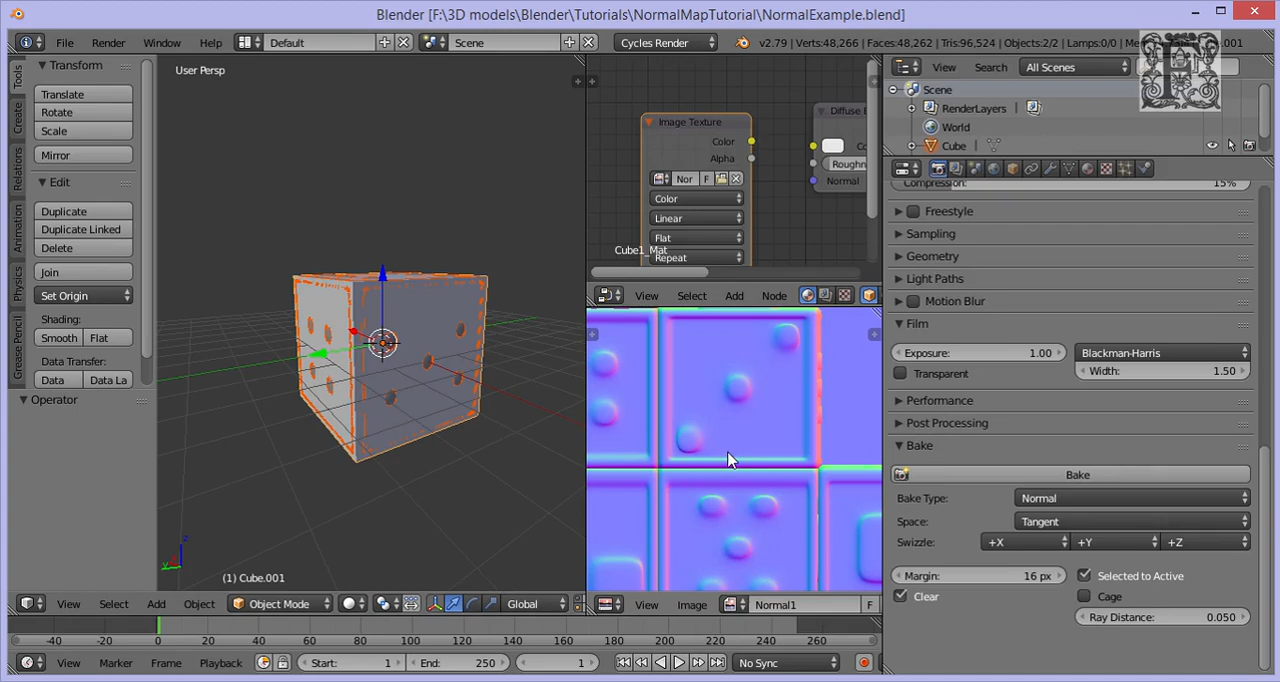 Blender [F:\3D models\Blender\Tutorials\NormalMapTutorial\NormalExample.blend]
File Render Window Help Default Scene Cycles Render v2.79 | Verts:48,266 | Faces:48,262 | Tris:96,524 | Objects:2/2 | Lamps:0/0 |
Tools
Create
Relations
Animation
Physics
Grease Pencil
Transform
Translate
Rotate
Scale
Mirror
Edit
Duplicate
Duplicate Linked
Delete
Join
Set Origin
Shading:
Smooth Flat
Data Transfer:
Data Data La
Operator
User Persp
(1) Cube.001
View Select Add Object Object Mode Global
Image Texture
Color
Alpha
Nor F
Color
Linear
Flat
Repeat
Cube1_Mat
Diffuse
Roughn
Normal
View Select Add Node
View Image Normal1 F
View Search All Scenes
Scene
RenderLayers
World
Cube
Compression: 15%
Freestyle
Sampling
Geometry
Light Paths
Motion Blur
Film
Exposure: 1.00 Blackman-Harris
Transparent Width: 1.50
Performance
Post Processing
Bake
Bake
Bake Type: Normal
Space: Tangent
Swizzle: +X +Y +Z
Margin: 16 px Selected to Active
Clear Cage
Ray Distance: 0.050
-40 -20 0 20 40 60 80 100 120 140 160 180 200 220 240 260
View Marker Frame Playback Start: 1 End: 250 1 No Sync